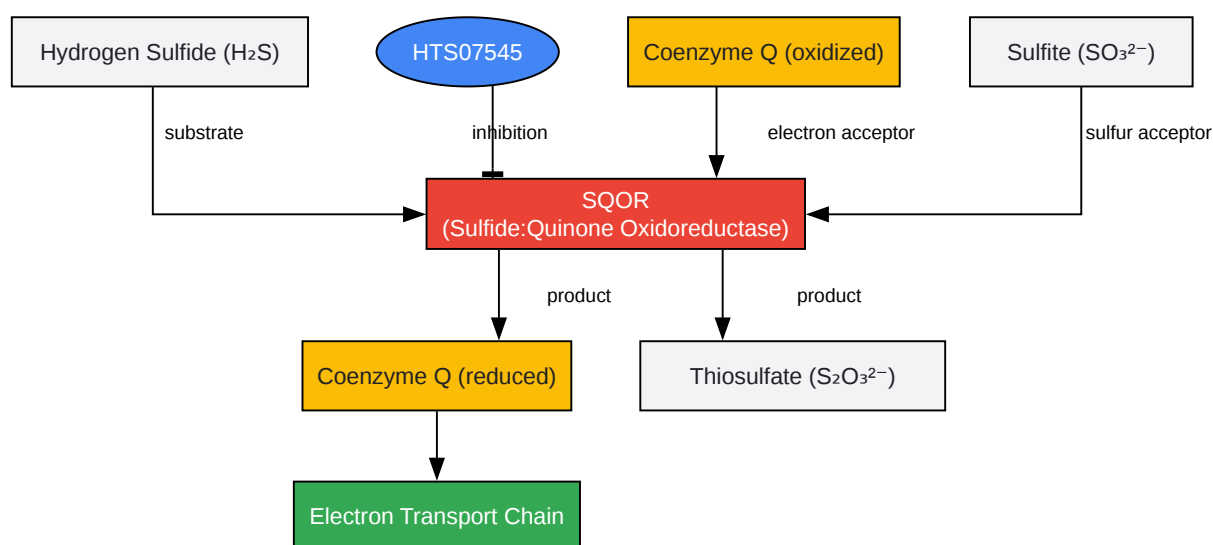 Hydrogen Sulfide (H₂S)
HTS07545
Coenzyme Q (oxidized)
Sulfite (SO₃²⁻)
substrate
inhibition
electron acceptor
sulfur acceptor
SQOR
(Sulfide:Quinone Oxidoreductase)
product
product
Coenzyme Q (reduced)
Thiosulfate (S₂O₃²⁻)
Electron Transport Chain